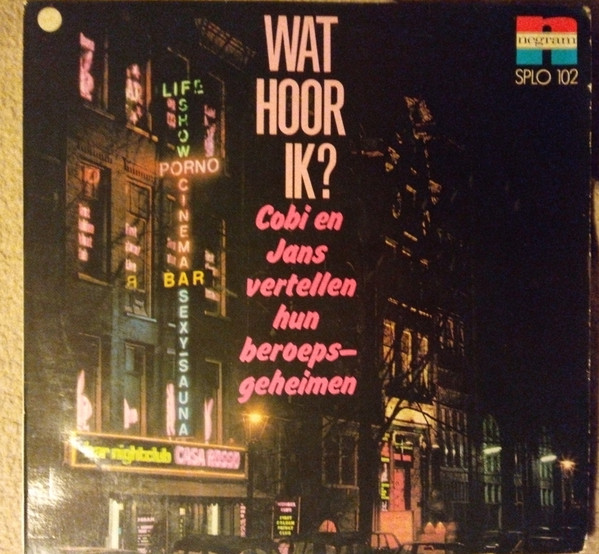 WAT
HOOR
IK?
negram
SPLO 102
Cobi en
Jans
vertellen
hun
beroeps-
geheimen
LIFE
SHOW
PORNO
CINEMA
BAR
SEXY-SAUNA
nightclub CASA ROSSO